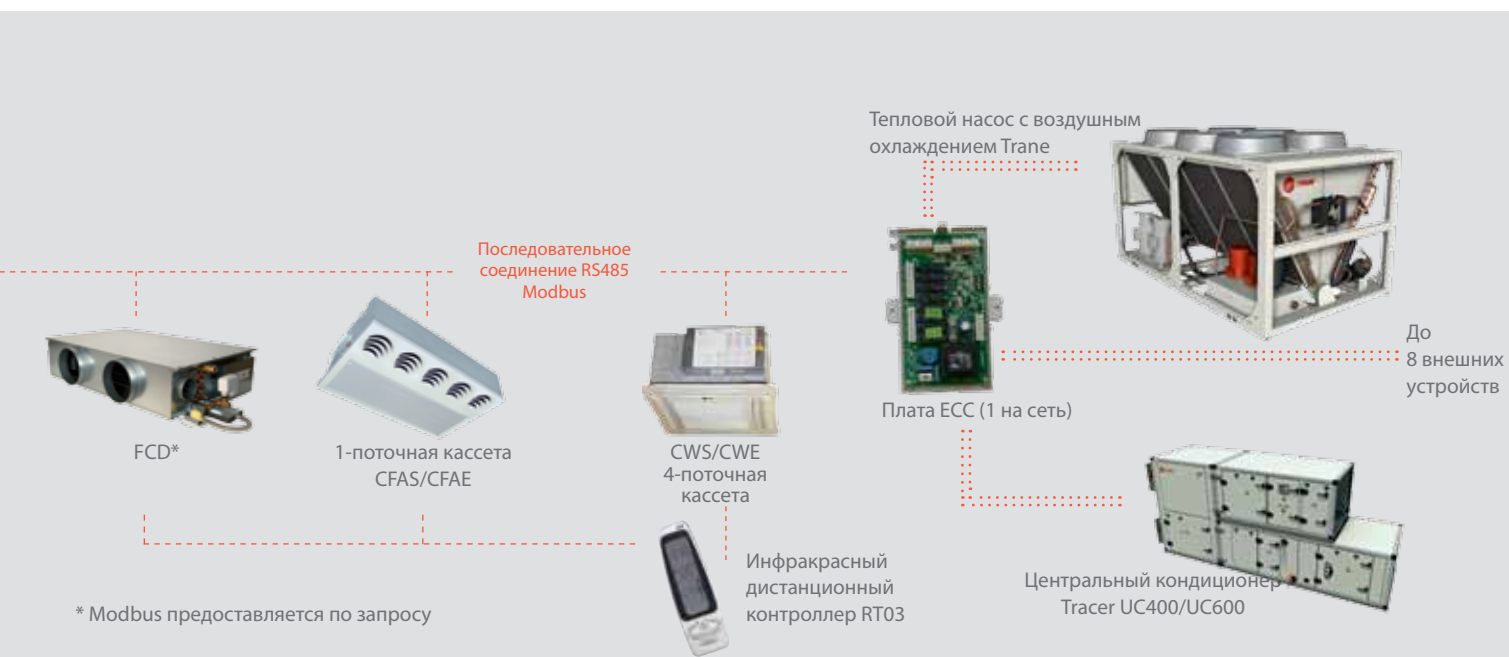 Тепловой насос с воздушным
охлаждением Trane
Последовательное
соединение RS485
Modbus
До
8 внешних
устройств
Плата ECC (1 на сеть)
FCD*
1-поточная кассета
CFAS/CFAE
CWS/CWE
4-поточная
кассета
Инфракрасный
дистанционный
контроллер RT03
Центральный кондиционер
Tracer UC400/UC600
* Modbus предоставляется по запросу